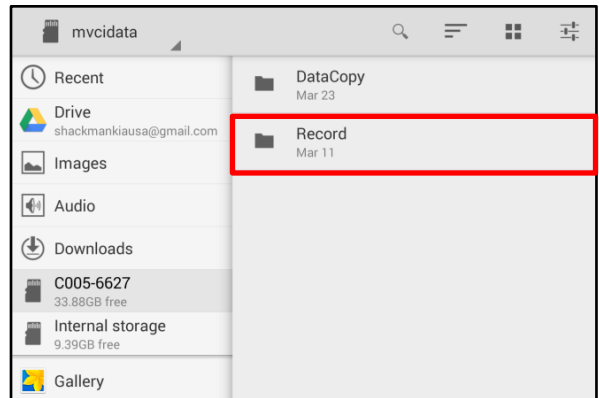 mvcidata
Recent
Drive
shackmankiausa@gmail.com
Images
Audio
Downloads
C005-6627
33.88GB free
Internal storage
9.39GB free
Gallery
DataCopy
Mar 23
Record
Mar 11